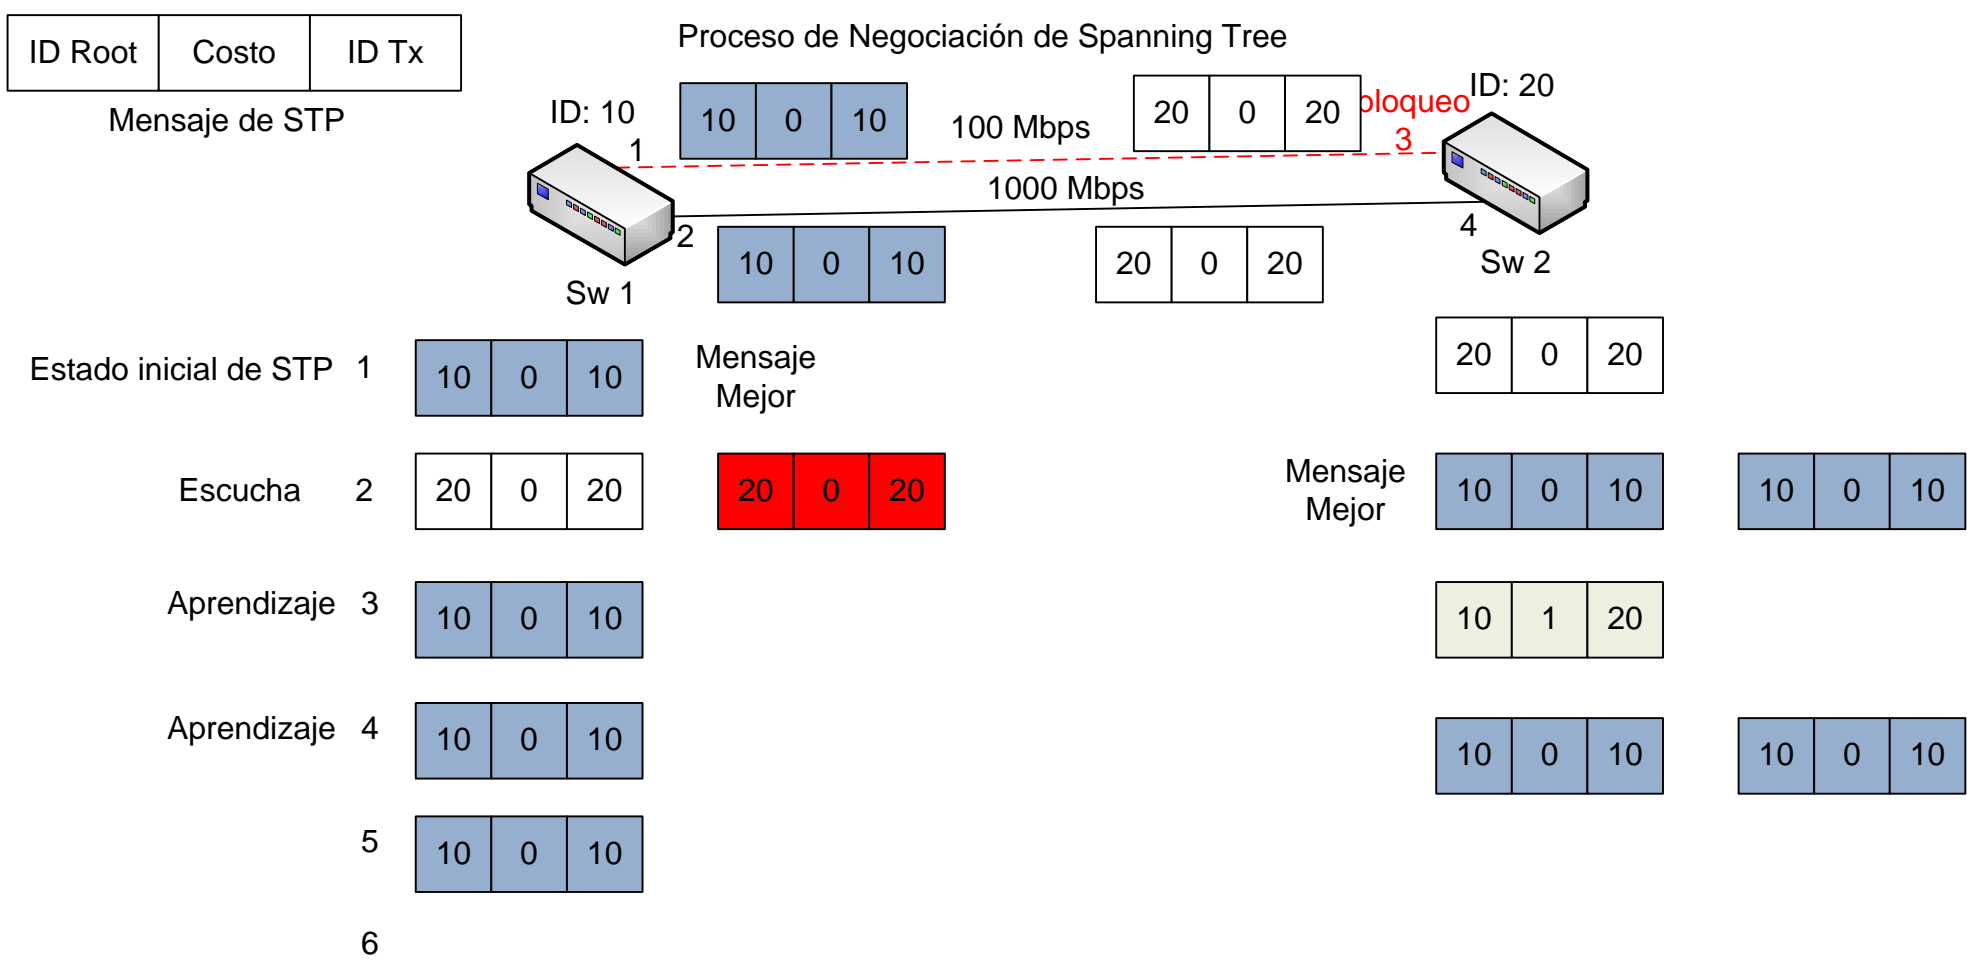 Proceso de Negociación de Spanning Tree
ID Root Costo ID Tx
Mensaje de STP
ID: 10
10 0 10
100 Mbps
20 0 20
bloqueo
ID: 20
1
3
1000 Mbps
2
4
10 0 10
20 0 20
Sw 1
Sw 2
Estado inicial de STP 1
10 0 10
Mensaje
Mejor
20 0 20
Escucha 2
20 0 20
20 0 20
Mensaje
Mejor
10 0 10
10 0 10
Aprendizaje 3
10 0 10
10 1 20
Aprendizaje 4
10 0 10
10 0 10
10 0 10
5
10 0 10
6